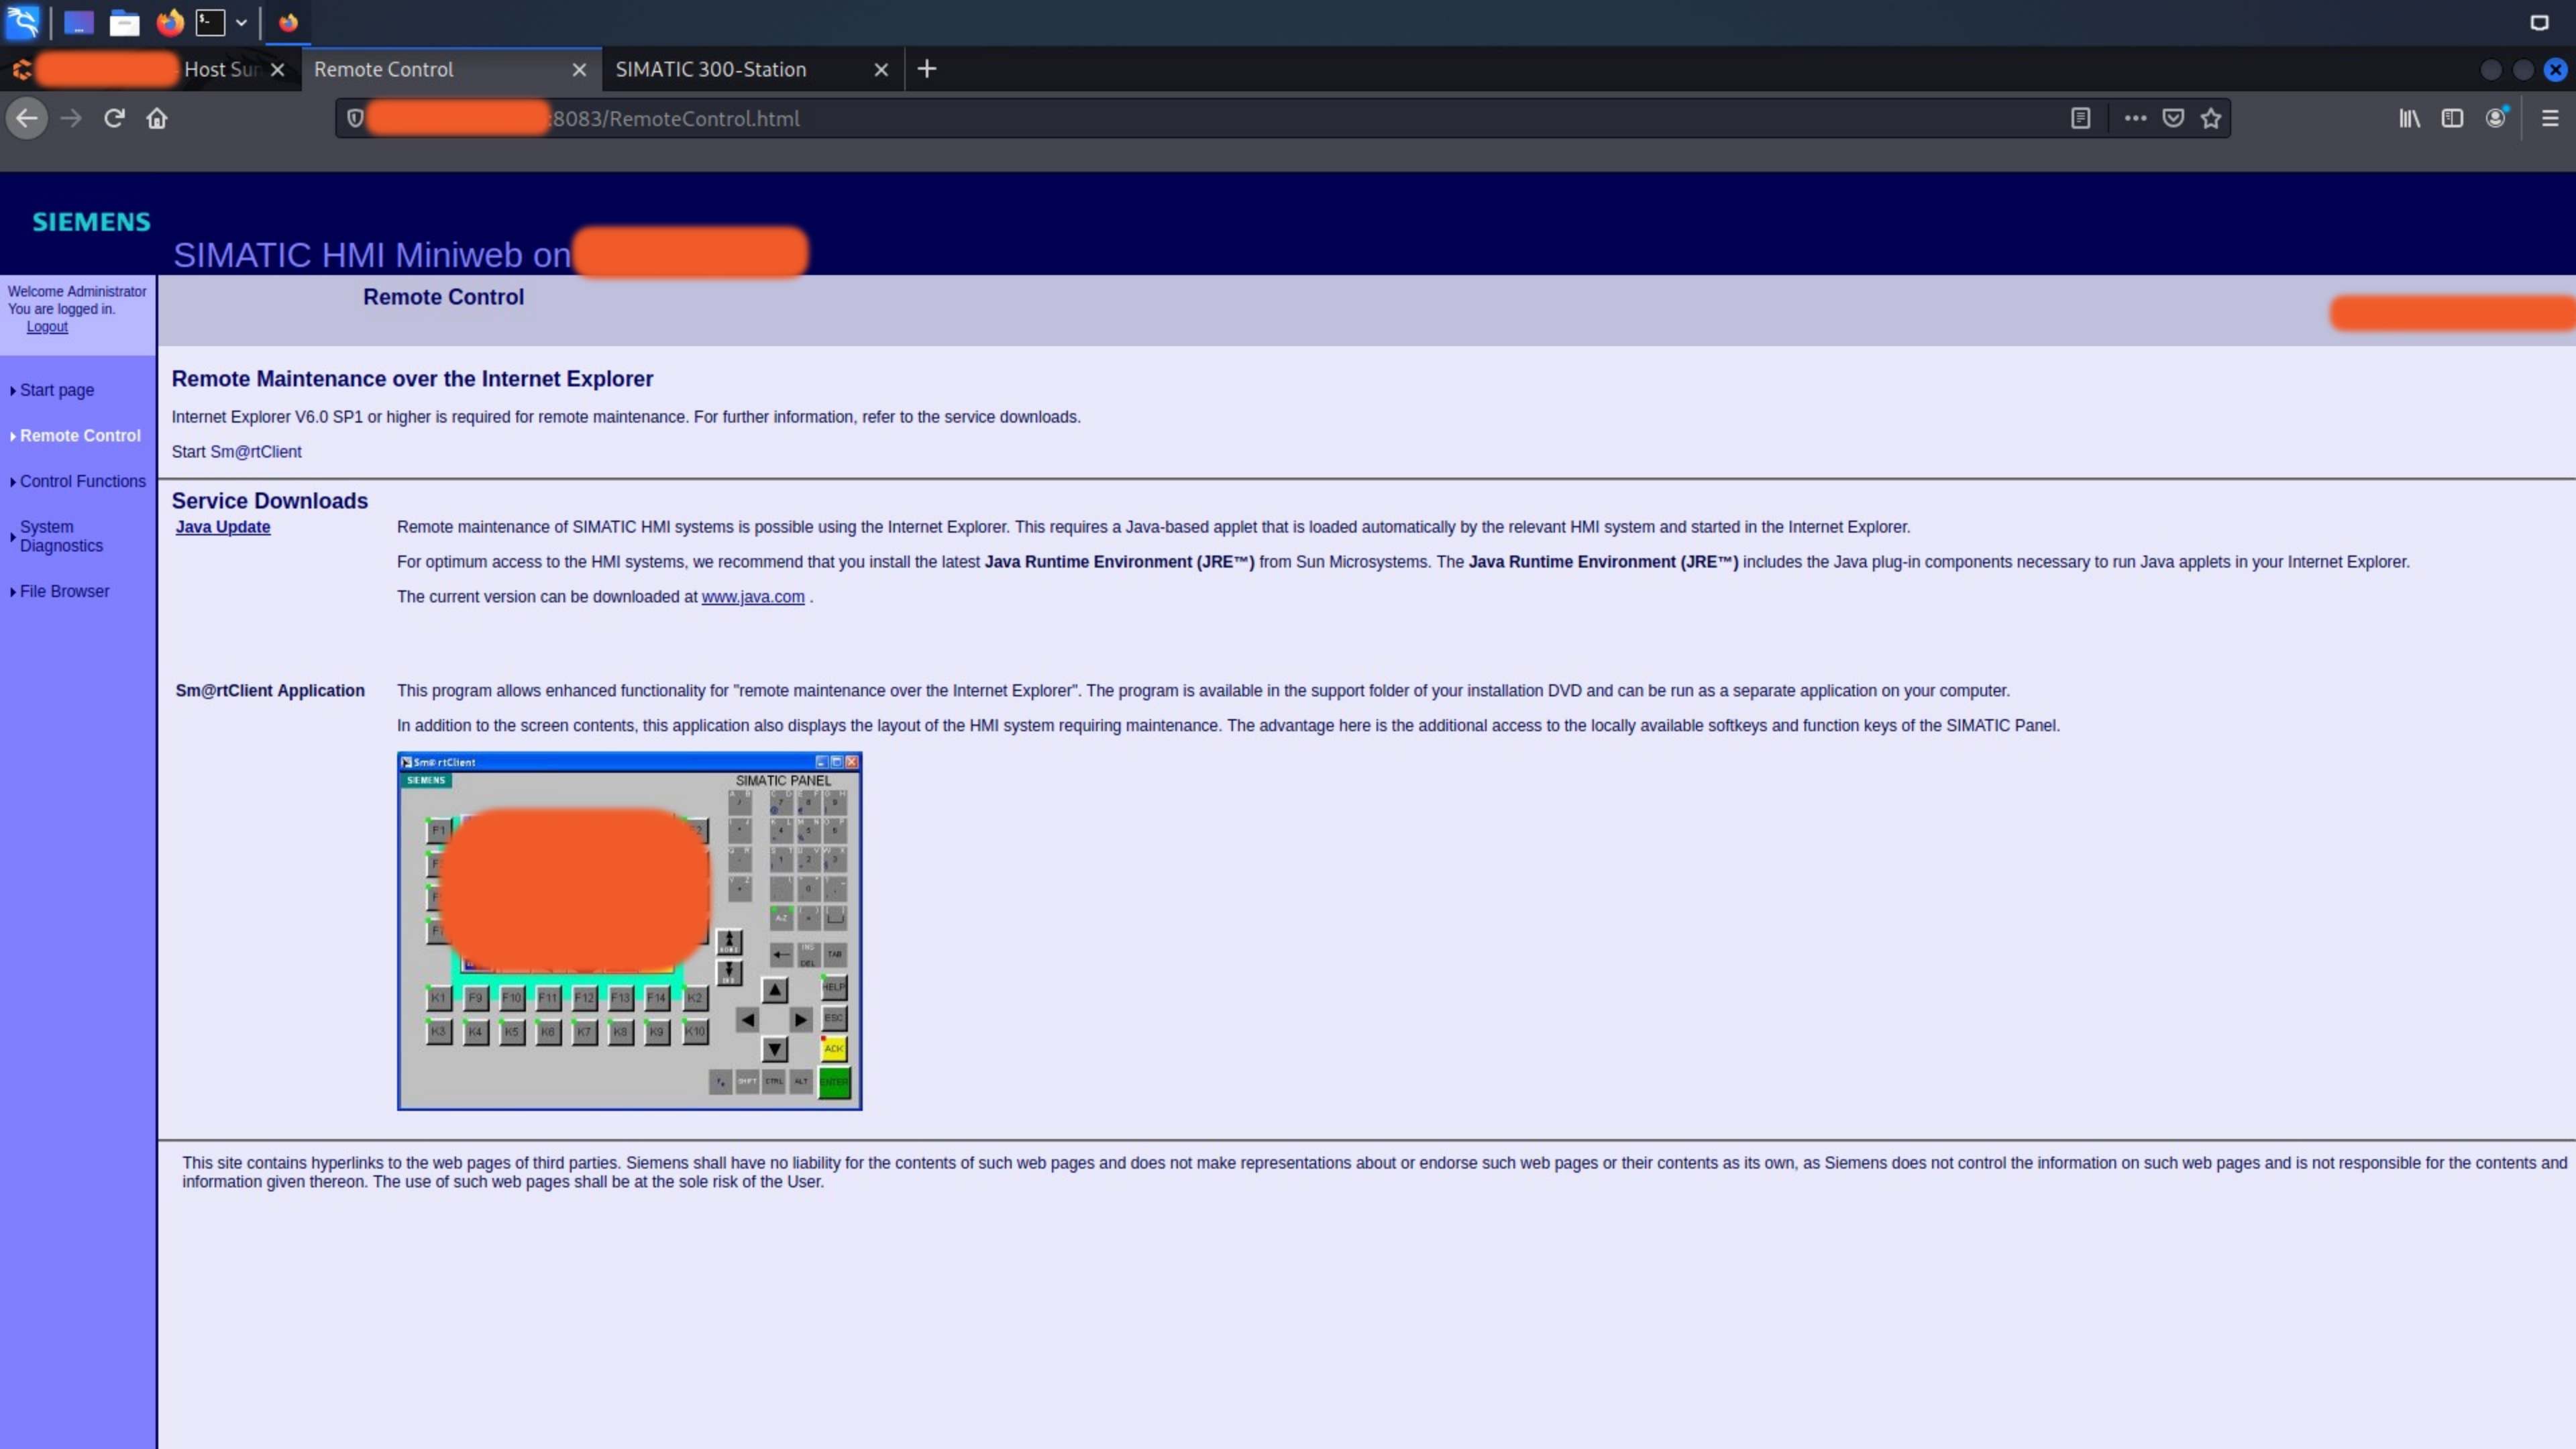 Host Sur
Remote Control
SIMATIC 300-Station
:8083/RemoteControl.html
SIEMENS
SIMATIC HMI Miniweb on
Welcome Administrator
You are logged in.
Logout
Remote Control
Start page
Remote Control
Control Functions
System
Diagnostics
File Browser
Remote Maintenance over the Internet Explorer
Internet Explorer V6.0 SP1 or higher is required for remote maintenance. For further information, refer to the service downloads.
Start Sm@rtClient
Service Downloads
Java Update
Remote maintenance of SIMATIC HMI systems is possible using the Internet Explorer. This requires a Java-based applet that is loaded automatically by the relevant HMI system and started in the Internet Explorer.
For optimum access to the HMI systems, we recommend that you install the latest Java Runtime Environment (JRE™) from Sun Microsystems. The Java Runtime Environment (JRE™) includes the Java plug-in components necessary to run Java applets in your Internet Explorer.
The current version can be downloaded at www.java.com .
Sm@rtClient Application
This program allows enhanced functionality for "remote maintenance over the Internet Explorer". The program is available in the support folder of your installation DVD and can be run as a separate application on your computer.
In addition to the screen contents, this application also displays the layout of the HMI system requiring maintenance. The advantage here is the additional access to the locally available softkeys and function keys of the SIMATIC Panel.
Sm@rtClient
SIEMENS
SIMATIC PANEL
F1
A-Z
INS
DEL
TAB
HELP
K1 F9 F10 F11 F12 F13 F14 K2
ESC
K3 K4 K5 K6 K7 K8 K9 K10
ACK
SHIFT CTRL ALT ENTER
This site contains hyperlinks to the web pages of third parties. Siemens shall have no liability for the contents of such web pages and does not make representations about or endorse such web pages or their contents as its own, as Siemens does not control the information on such web pages and is not responsible for the contents and
information given thereon. The use of such web pages shall be at the sole risk of the User.